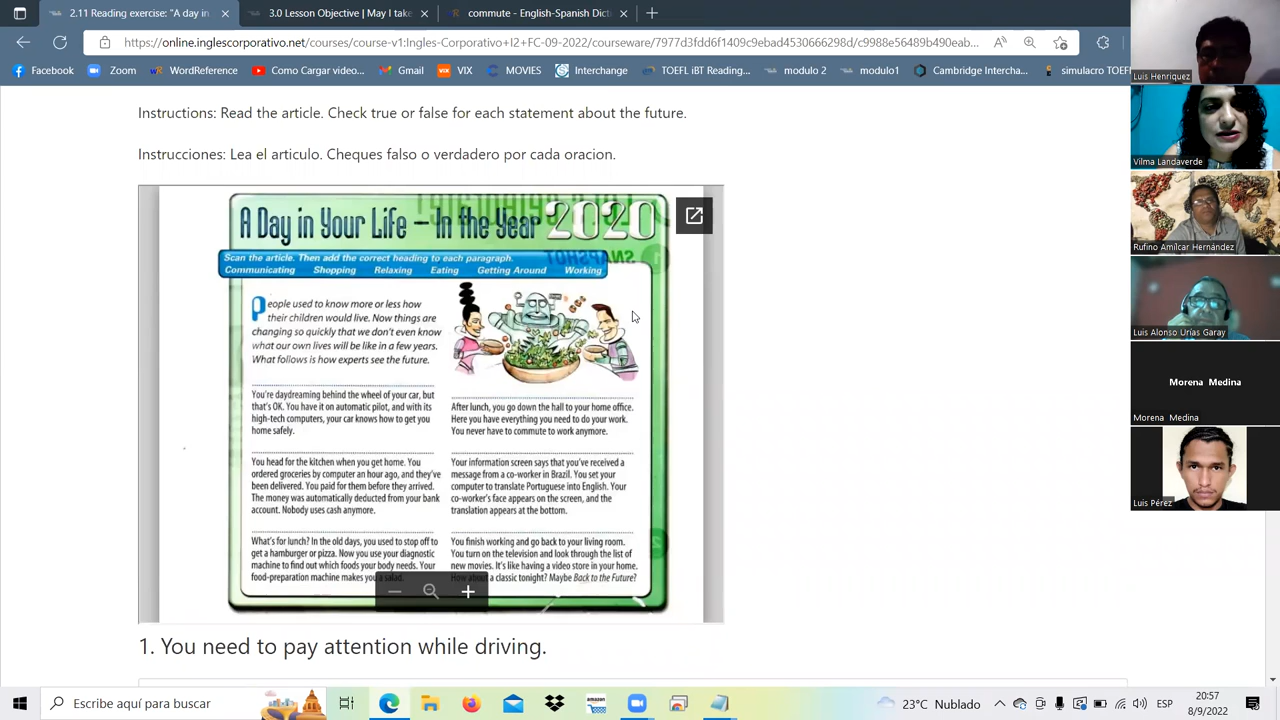 2.11 Reading exercise: "A day in
3.0 Lesson Objective | May I take
commute - English-Spanish Dicti
https://online.inglescorporativo.net/courses/course-v1:Ingles-Corporativo+I2+FC-09-2022/courseware/7977d3fdd6f1409c9ebad4530666298d/c9988e56489b490eab...
Facebook
Zoom
WordReference
Como Cargar video...
Gmail
VIX
MOVIES
Interchange
TOEFL iBT Reading...
modulo 2
modulo1
Cambridge Intercha...
simulacro TOEFL
Instructions: Read the article. Check true or false for each statement about the future.
Instrucciones: Lea el articulo. Cheques falso o verdadero por cada oracion.
A Day in Your Life – In the Year 2020
Scan the article. Then add the correct heading to each paragraph.
Communicating Shopping Relaxing Eating Getting Around Working
People used to know more or less how
their children would live. Now things are
changing so quickly that we don't even know
what our own lives will be like in a few years.
What follows is how experts see the future.
You're daydreaming behind the wheel of your car, but
that's OK. You have it on automatic pilot, and with its
high-tech computers, your car knows how to get you
home safely.
You head for the kitchen when you get home. You
ordered groceries by computer an hour ago, and they've
been delivered. You paid for them before they arrived.
The money was automatically deducted from your bank
account. Nobody uses cash anymore.
What's for lunch? In the old days, you used to stop off to
get a hamburger or pizza. Now you use your diagnostic
machine to find out which foods your body needs. Your
food-preparation machine makes you a salad.
After lunch, you go down the hall to your home office.
Here you have everything you need to do your work.
You never have to commute to work anymore.
Your information screen says that you've received a
message from a co-worker in Brazil. You set your
computer to translate Portuguese into English. Your
co-worker's face appears on the screen, and the
translation appears at the bottom.
You finish working and go back to your living room.
You turn on the television and look through the list of
new movies. It's like having a video store in your home.
How about a classic tonight? Maybe Back to the Future?
1. You need to pay attention while driving.
Luis Henriquez
Vilma Landaverde
Rufino Amilcar Hernández
Luis Alonso Urías Garay
Morena Medina
Morena Medina
Luis Pérez
Escribe aquí para buscar
23°C Nublado
ESP
20:57
8/9/2022